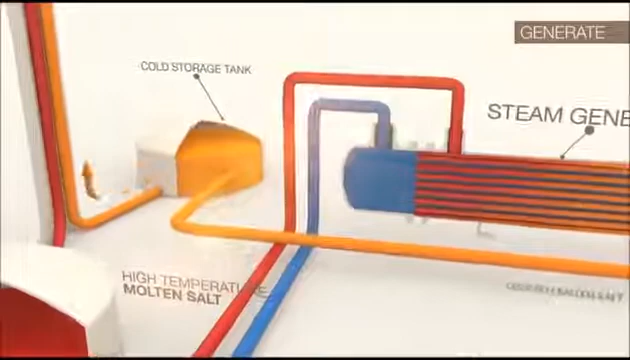 GENERATE
COLD STORAGE TANK
STEAM GENE
HIGH TEMPERATURE
MOLTEN SALT